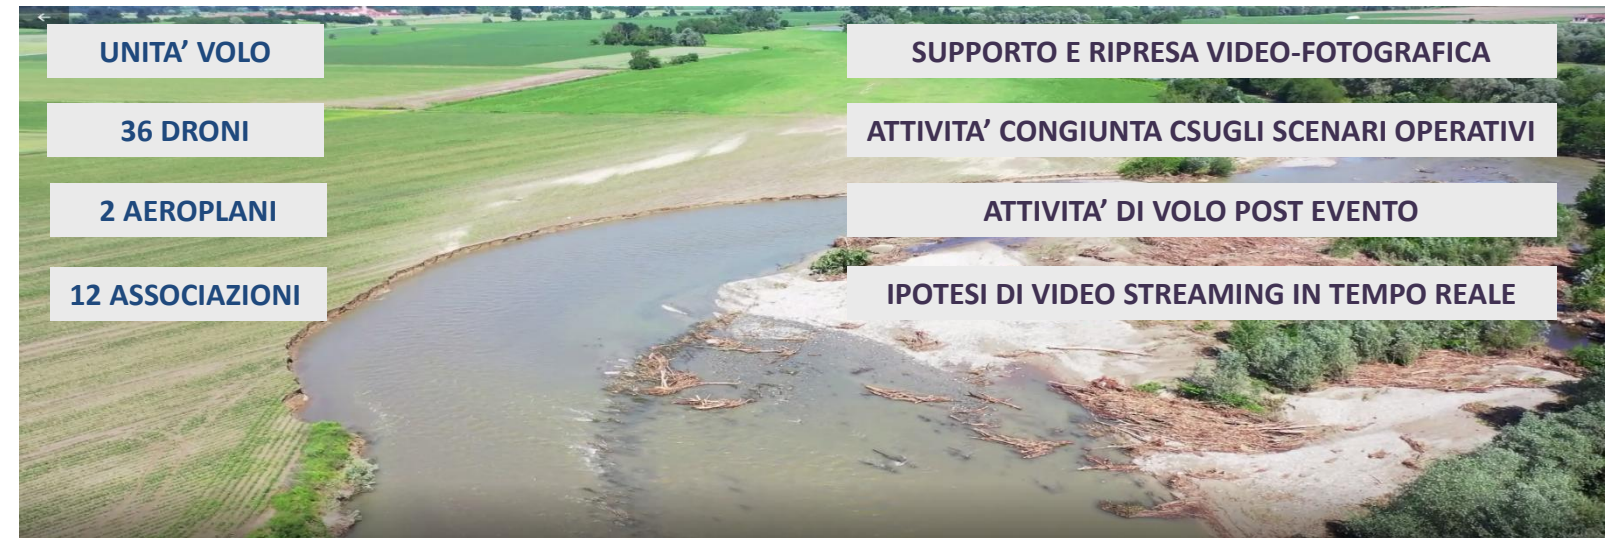 UNITA’ VOLO
36 DRONI
2 AEROPLANI
12 ASSOCIAZIONI
SUPPORTO E RIPRESA VIDEO-FOTOGRAFICA
ATTIVITA’ CONGIUNTA CSUGLI SCENARI OPERATIVI
ATTIVITA’ DI VOLO POST EVENTO
IPOTESI DI VIDEO STREAMING IN TEMPO REALE